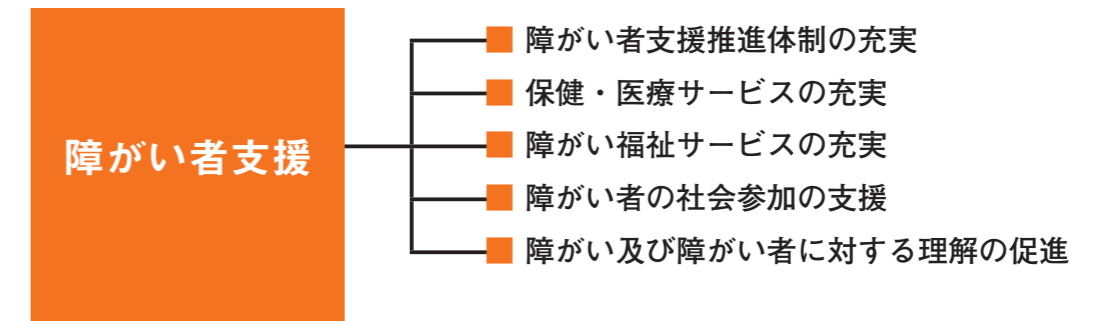 障がい者支援
障がい者支援推進体制の充実
保健・医療サービスの充実
障がい福祉サービスの充実
障がい者の社会参加の支援
障がい及び障がい者に対する理解の促進